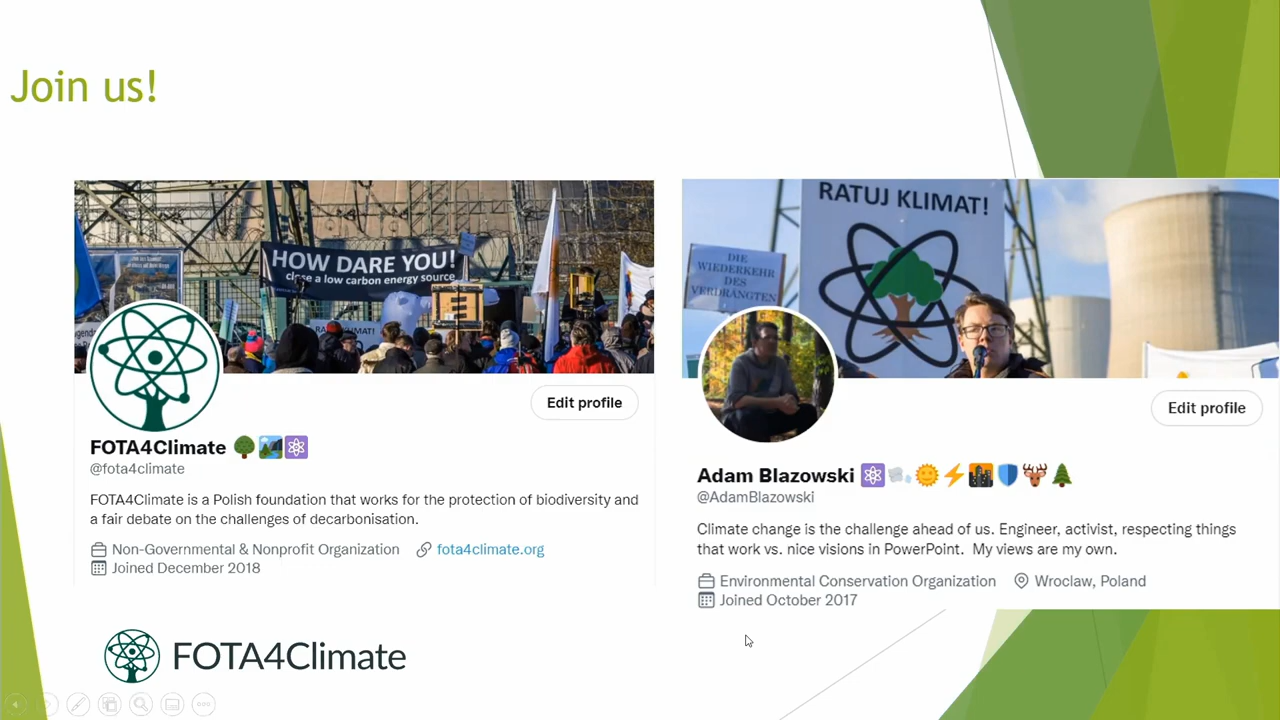 Join us!
HOW DARE YOU!
close a low carbon energy source
KLIMAT!
Edit profile
FOTA4Climate
@fota4climate
FOTA4Climate is a Polish foundation that works for the protection of biodiversity and
a fair debate on the challenges of decarbonisation.
Non-Governmental & Nonprofit Organization fota4climate.org
Joined December 2018
RATUJ KLIMAT!
DIE
WIEDERKEHR
DES
VERDRÄNGTEN
Edit profile
Adam Blazowski
@AdamBlazowski
Climate change is the challenge ahead of us. Engineer, activist, respecting things
that work vs. nice visions in PowerPoint. My views are my own.
Environmental Conservation Organization Wroclaw, Poland
Joined October 2017
FOTA4Climate